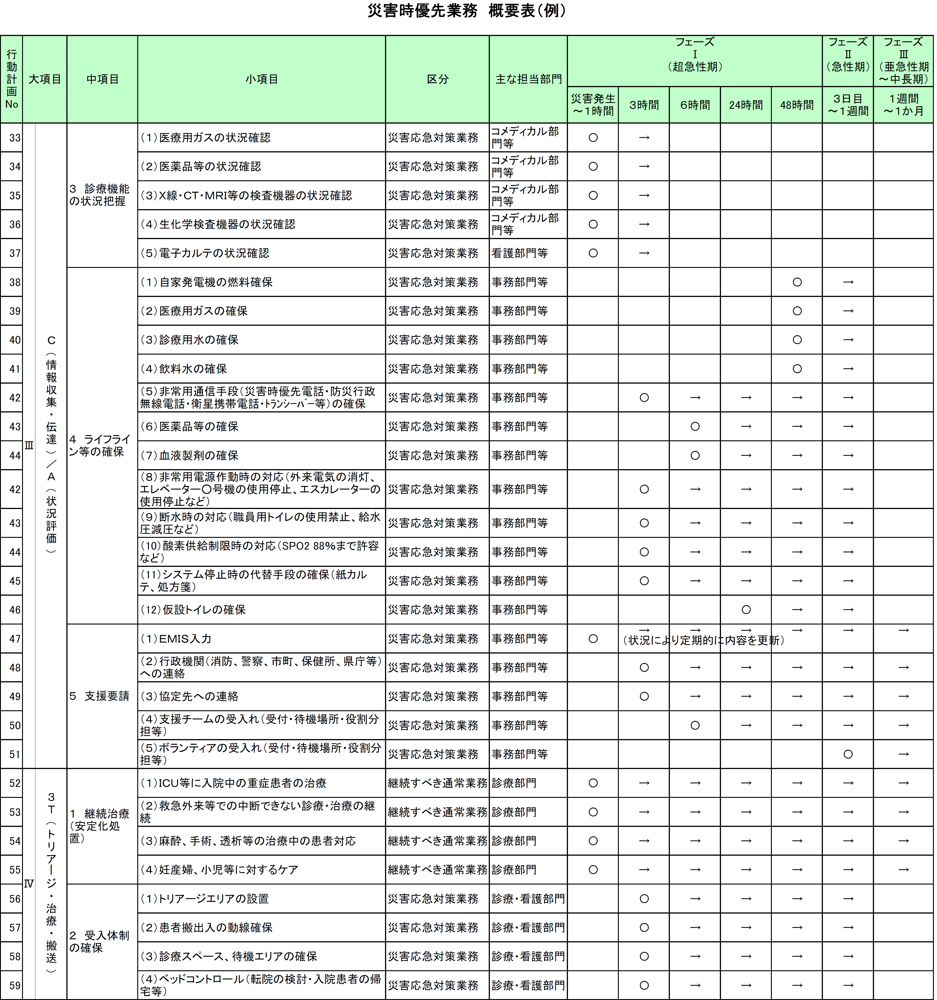 災害時優先業務　概要表（例）
行動計画No
大項目
中項目
小項目
区分
主な担当部門
フェーズ
Ⅰ
（超急性期）
フェーズ
Ⅱ
（急性期）
フェーズ
Ⅲ
（亜急性期
～中長期）
災害発生
～１時間
３時間
６時間
24時間
48時間
３日目
～１週間
１週間
～１か月
Ⅲ
Ｃ（情報収集・伝達）／Ａ（状況評価）
３　診療機能
の状況把握
33 （１）医療用ガスの状況確認 災害応急対策業務 コメディカル部
門等 ○ →
34 （２）医薬品等の状況確認 災害応急対策業務 コメディカル部
門等 ○ →
35 （３）Ｘ線・ＣＴ・ＭＲＩ等の検査機器の状況確認 災害応急対策業務 コメディカル部
門等 ○ →
36 （４）生化学検査機器の状況確認 災害応急対策業務 コメディカル部
門等 ○ →
37 （５）電子カルテの状況確認 災害応急対策業務 看護部門等 ○ →
４　ライフライ
ン等の確保
38 （１）自家発電機の燃料確保 災害応急対策業務 事務部門等 ○ →
39 （２）医療用ガスの確保 災害応急対策業務 事務部門等 ○ →
40 （３）診療用水の確保 災害応急対策業務 事務部門等 ○ →
41 （４）飲料水の確保 災害応急対策業務 事務部門等 ○ →
42 （５）非常用通信手段（災害時優先電話・防災行政
無線電話・衛星携帯電話・ﾄﾗﾝｼｰﾊﾞｰ等）の確保 災害応急対策業務 事務部門等 ○ → → → →
43 （６）医薬品等の確保 災害応急対策業務 事務部門等 ○ → → →
44 （７）血液製剤の確保 災害応急対策業務 事務部門等 ○ → → →
42 （８）非常用電源作動時の対応（外来電気の消灯、
エレベーター〇号機の使用停止、エスカレーターの
使用停止など） 災害応急対策業務 事務部門等 ○ → → → →
43 （９）断水時の対応（職員用トイレの使用禁止、給水
圧減圧など） 災害応急対策業務 事務部門等 ○ → → → →
44 （10）酸素供給制限時の対応（SPO2 88％まで許容
など） 災害応急対策業務 事務部門等 ○ → → → →
45 （11）システム停止時の代替手段の確保（紙カル
テ、処方箋） 災害応急対策業務 事務部門等 ○ → → → →
46 （12）仮設トイレの確保 災害応急対策業務 事務部門等 ○ → →
５　支援要請
47 （１）ＥＭＩＳ入力 災害応急対策業務 事務部門等 ○ → → → → → →
（状況により定期的に内容を更新）
48 （２）行政機関（消防、警察、市町、保健所、県庁等）
への連絡 災害応急対策業務 事務部門等 ○ → → → → →
49 （３）協定先への連絡 災害応急対策業務 事務部門等 ○ → → → → →
50 （４）支援チームの受入れ（受付・待機場所・役割分
担等） 災害応急対策業務 事務部門等 ○ → → → →
51 （５）ボランティアの受入れ（受付・待機場所・役割分
担等） 災害応急対策業務 事務部門等 ○ →
Ⅳ
３Ｔ（トリアージ・治療・搬送）
１　継続治療
（安定化処
置）
52 （１）ＩＣＵ等に入院中の重症患者の治療 継続すべき通常業務 診療部門 ○ → → → → → →
53 （２）救急外来等での中断できない診療・治療の継
続 継続すべき通常業務 診療部門 ○ → → → → → →
54 （３）麻酔、手術、透析等の治療中の患者対応 継続すべき通常業務 診療部門 ○ → → → → → →
55 （４）妊産婦、小児等に対するケア 継続すべき通常業務 診療部門 ○ → → → → → →
２　受入体制
の確保
56 （１）トリアージエリアの設置 災害応急対策業務 診療・看護部門 ○ → → → →
57 （２）患者搬出入の動線確保 災害応急対策業務 診療・看護部門 ○ → → → →
58 （３）診療スペース、待機エリアの確保 災害応急対策業務 診療・看護部門 ○ → → → →
59 （４）ベッドコントロール（転院の検討・入院患者の帰
宅等） 災害応急対策業務 診療・看護部門 ○ → → → →